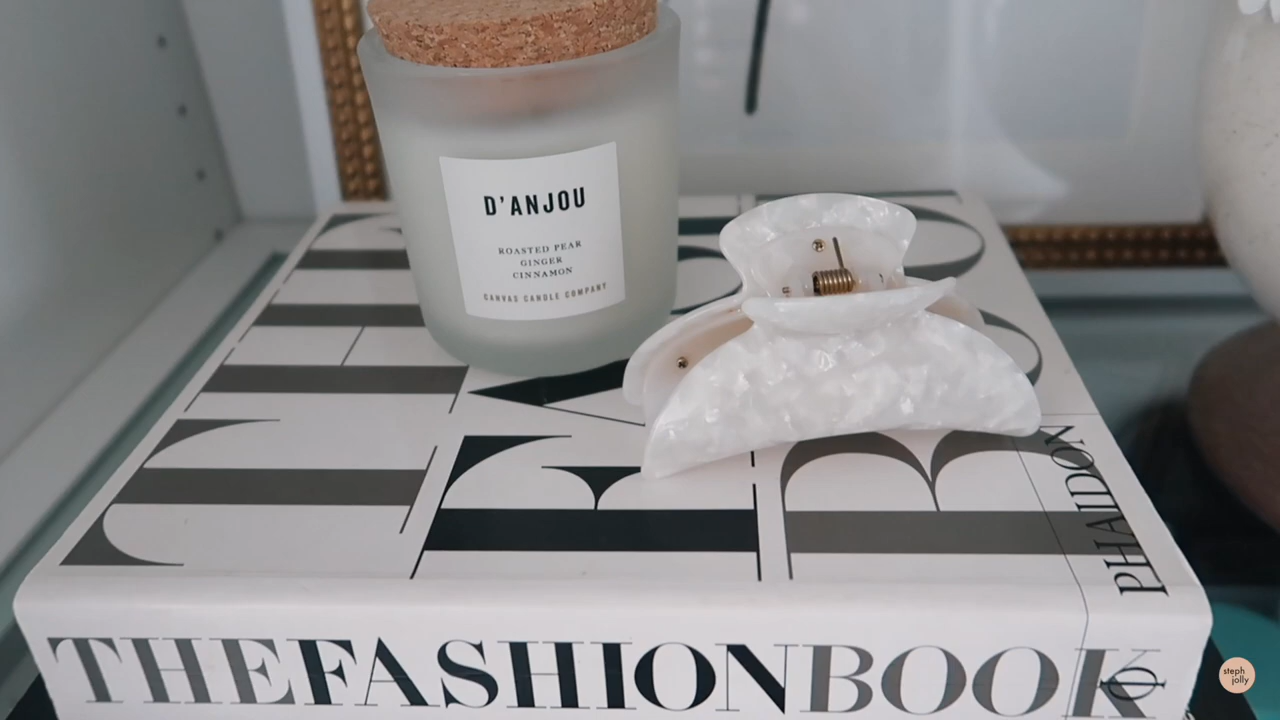 D'ANJOU
ROASTED PEAR
GINGER
CINNAMON
CANVAS CANDLE COMPANY
PHAIDON
THEFASHIONBOOK
steph
jolly